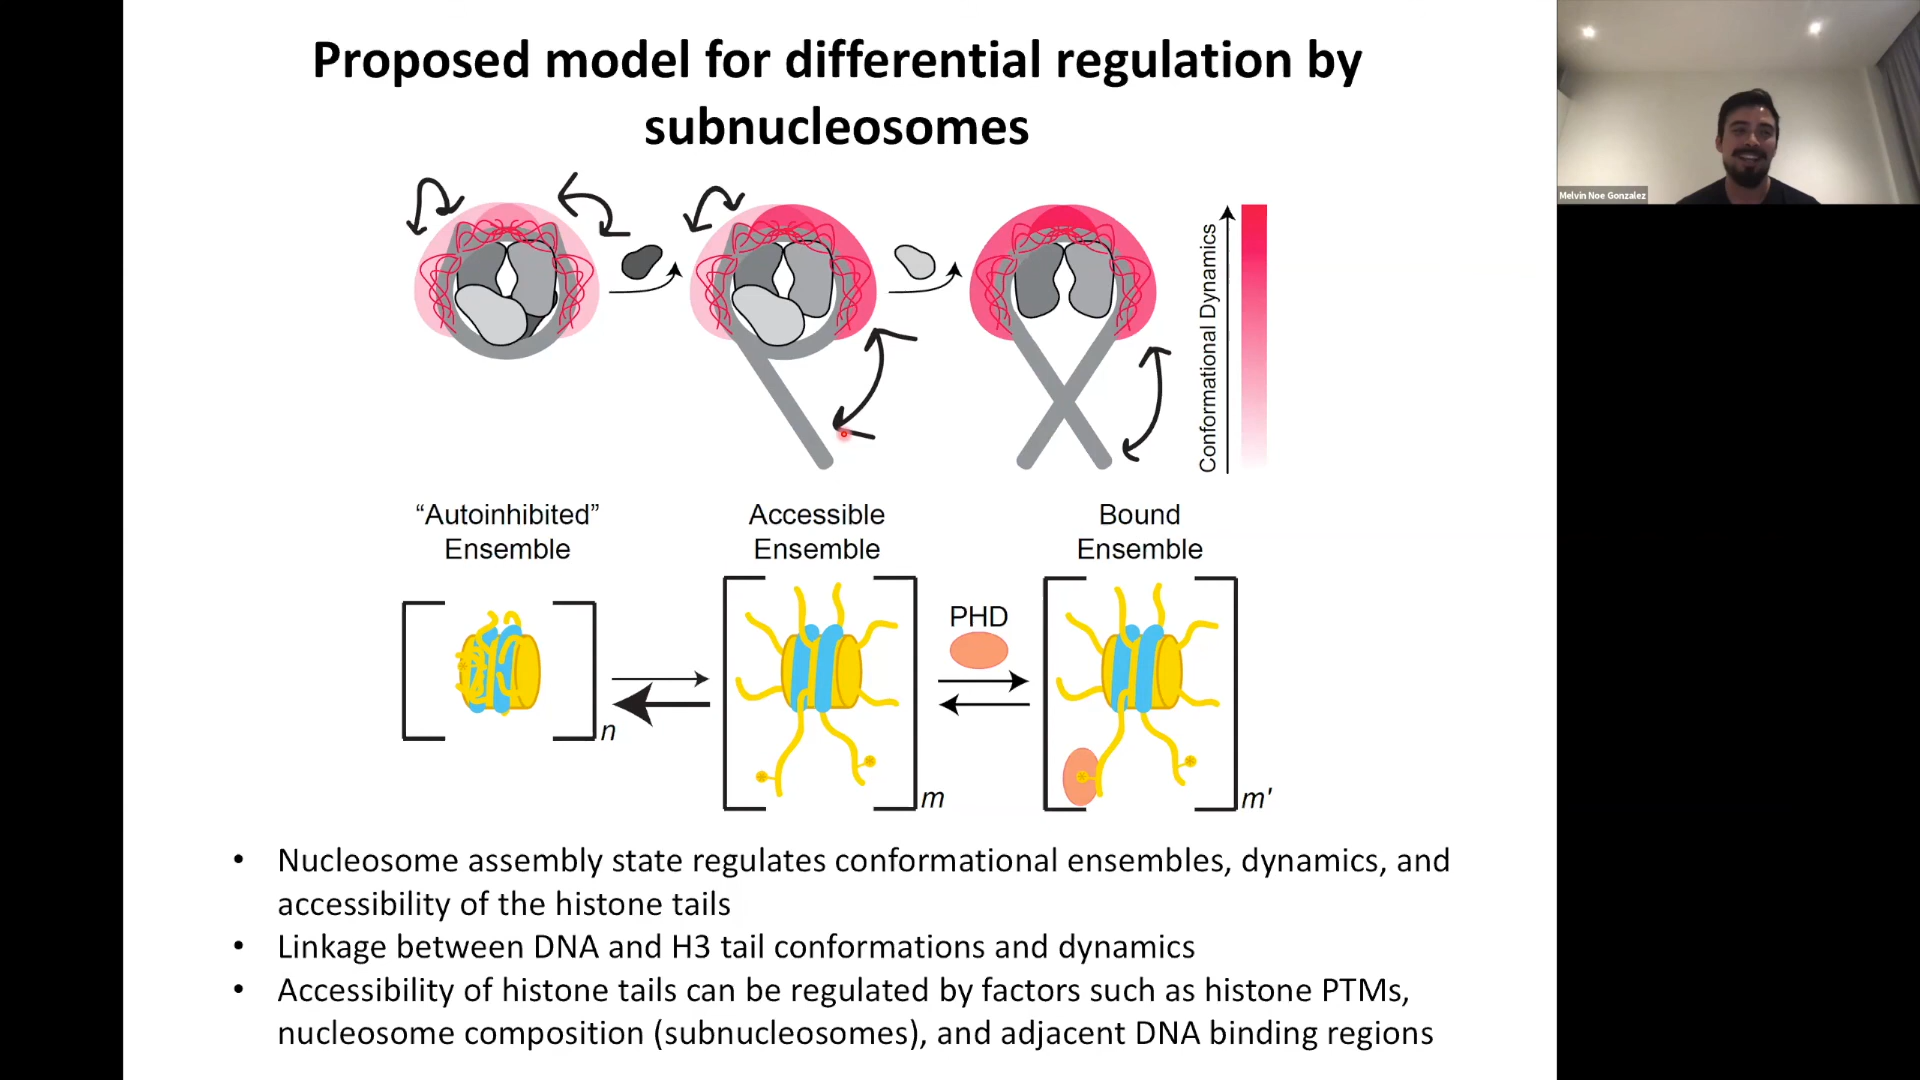 Proposed model for differential regulation by
subnucleosomes
Melvin Noe Gonzalez
Conformational Dynamics
“Autoinhibited”
Ensemble
Accessible
Ensemble
Bound
Ensemble
PHD
n
m
m'
• Nucleosome assembly state regulates conformational ensembles, dynamics, and
accessibility of the histone tails
• Linkage between DNA and H3 tail conformations and dynamics
• Accessibility of histone tails can be regulated by factors such as histone PTMs,
nucleosome composition (subnucleosomes), and adjacent DNA binding regions